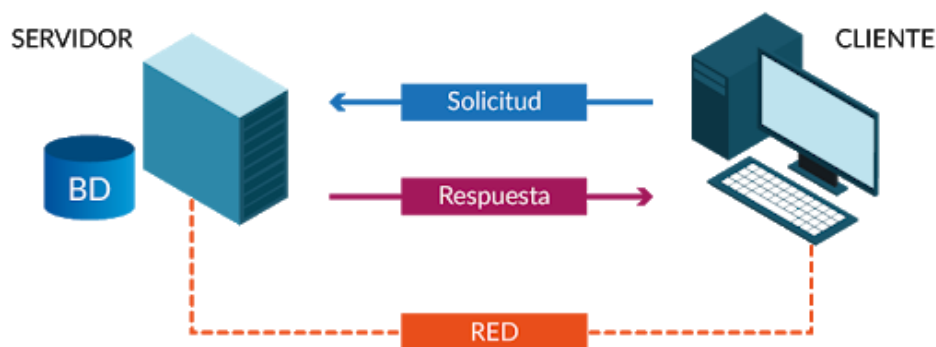 SERVIDOR
CLIENTE
Solicitud
BD
Respuesta
RED